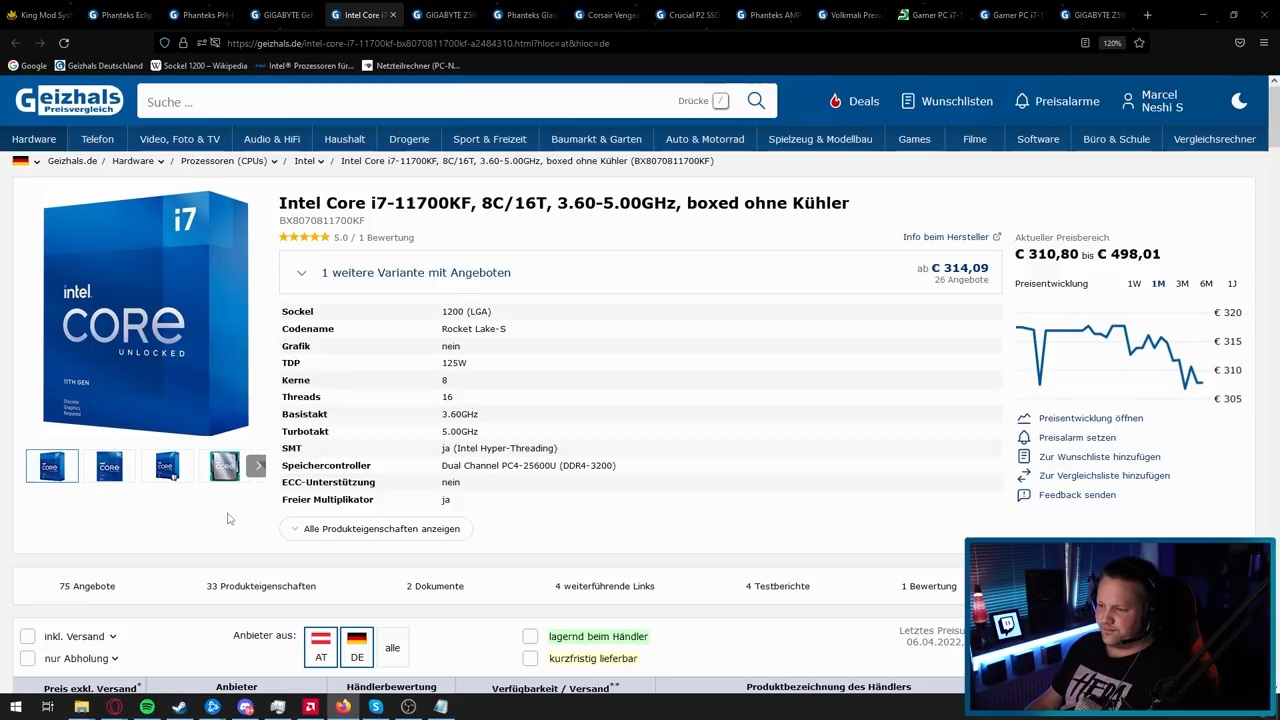 King Mod Syst
Phanteks Eclip
Phanteks PH-
GIGABYTE GeF
Intel Core i7
GIGABYTE Z59
Phanteks Glac
Corsair Venge
Crucial P2 SSD
Phanteks AMP
Volkmali Preis
Gamer PC i7-1
Gamer PC i7-11
GIGABYTE Z59
https://geizhals.de/intel-core-i7-11700kf-bx8070811700kf-a2484310.html?hloc=at&hloc=de
120%
Google
Geizhals Deutschland
Sockel 1200 – Wikipedia
Intel® Prozessoren für...
Netzteilrechner (PC-N...
Geizhals
Preisvergleich
Suche ...
Drücke /
Deals
Wunschlisten
Preisalarme
Marcel
Neshi S
Hardware
Telefon
Video, Foto & TV
Audio & HiFi
Haushalt
Drogerie
Sport & Freizeit
Baumarkt & Garten
Auto & Motorrad
Spielzeug & Modellbau
Games
Filme
Software
Büro & Schule
Vergleichsrechner
Geizhals.de / Hardware / Prozessoren (CPUs) / Intel / Intel Core i7-11700KF, 8C/16T, 3.60-5.00GHz, boxed ohne Kühler (BX8070811700KF)
i7
intel
CORE
UNLOCKED
11TH GEN
Discrete
Graphics
Required
Intel Core i7-11700KF, 8C/16T, 3.60-5.00GHz, boxed ohne Kühler
BX8070811700KF
5.0 / 1 Bewertung
Info beim Hersteller
1 weitere Variante mit Angeboten
ab € 314,09
26 Angebote
Sockel 1200 (LGA)
Codename Rocket Lake-S
Grafik nein
TDP 125W
Kerne 8
Threads 16
Basistakt 3.60GHz
Turbotakt 5.00GHz
SMT ja (Intel Hyper-Threading)
Speichercontroller Dual Channel PC4-25600U (DDR4-3200)
ECC-Unterstützung nein
Freier Multiplikator ja
Alle Produkteigenschaften anzeigen
Aktueller Preisbereich
€ 310,80 bis € 498,01
Preisentwicklung 1W 1M 3M 6M 1J
€ 320
€ 315
€ 310
€ 305
Preisentwicklung öffnen
Preisalarm setzen
Zur Wunschliste hinzufügen
Zur Vergleichsliste hinzufügen
Feedback senden
75 Angebote
33 Produkteigenschaften
2 Dokumente
4 weiterführende Links
4 Testberichte
1 Bewertung
inkl. Versand
nur Abholung
Anbieter aus:
AT
DE
alle
lagernd beim Händler
kurzfristig lieferbar
Letztes Preisu
06.04.2022,
Preis exkl. Versand*
Anbieter
Händlerbewertung
Verfügbarkeit / Versand**
Produktbezeichnung des Händlers